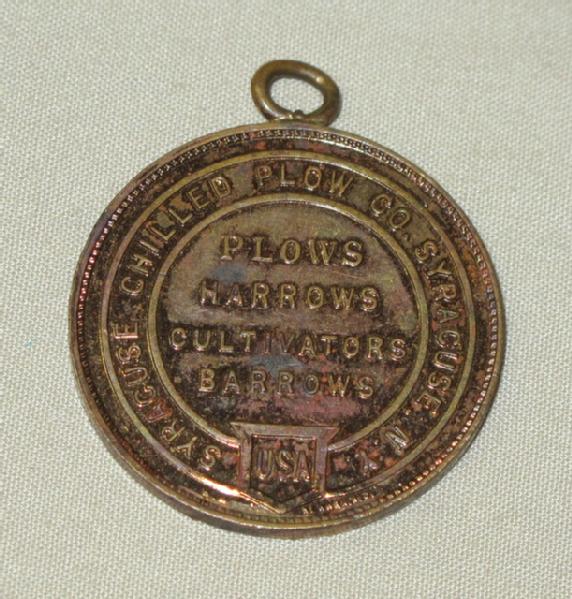 SYRACUSE CHILLED PLOW CO. SYRACUSE. N.Y.
PLOWS
HARROWS
CULTIVATORS
BARROWS
USA